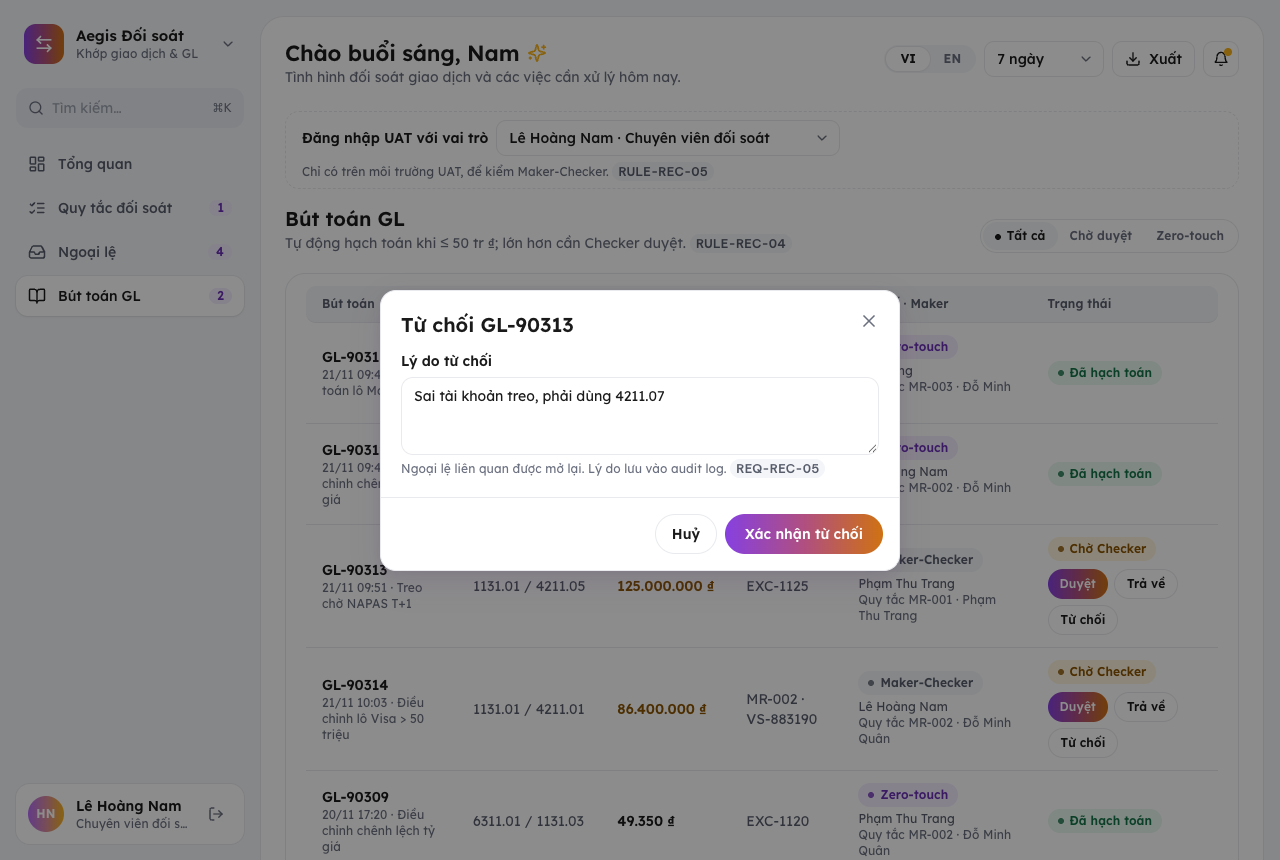 Aegis Đối soát
Khớp giao dịch & GL
Tìm kiếm...
⌘K
Tổng quan
Quy tắc đối soát 1
Ngoại lệ 4
Bút toán GL 2
HN
Lê Hoàng Nam
Chuyên viên đối s...
Chào buổi sáng, Nam
Tình hình đối soát giao dịch và các việc cần xử lý hôm nay.
VI EN
7 ngày
Xuất
Đăng nhập UAT với vai trò
Lê Hoàng Nam · Chuyên viên đối soát
Chỉ có trên môi trường UAT, để kiểm Maker-Checker. RULE-REC-05
Bút toán GL
Tự động hạch toán khi ≤ 50 tr ₫; lớn hơn cần Checker duyệt. RULE-REC-04
Tất cả Chờ duyệt Zero-touch
Bút toán
· Maker
Trạng thái
MR-003 · Đỗ Minh
Đã hạch toán
MR-002 · Đỗ Minh
Đã hạch toán
giá
Từ chối GL-90313
Lý do từ chối
Sai tài khoản treo, phải dùng 4211.07
Ngoại lệ liên quan được mở lại. Lý do lưu vào audit log. REQ-REC-05
Huỷ
Xác nhận từ chối
GL-90313
21/11 09:51 · Treo
chờ NAPAS T+1
1131.01 / 4211.05
125.000.000 ₫
EXC-1125
Phạm Thu Trang
Quy tắc MR-001 · Phạm
Thu Trang
Chờ Checker
Duyệt
Trả về
Từ chối
GL-90314
21/11 10:03 · Điều
chỉnh lô Visa > 50
triệu
1131.01 / 4211.01
86.400.000 ₫
MR-002 ·
VS-883190
Maker-Checker
Lê Hoàng Nam
Quy tắc MR-002 · Đỗ Minh
Quân
Chờ Checker
Duyệt
Trả về
Từ chối
GL-90309
20/11 17:20 · Điều
chỉnh chênh lệch tỷ
giá
6311.01 / 1131.03
49.350 ₫
EXC-1120
Zero-touch
Phạm Thu Trang
Quy tắc MR-002 · Đỗ Minh
Quân
Đã hạch toán